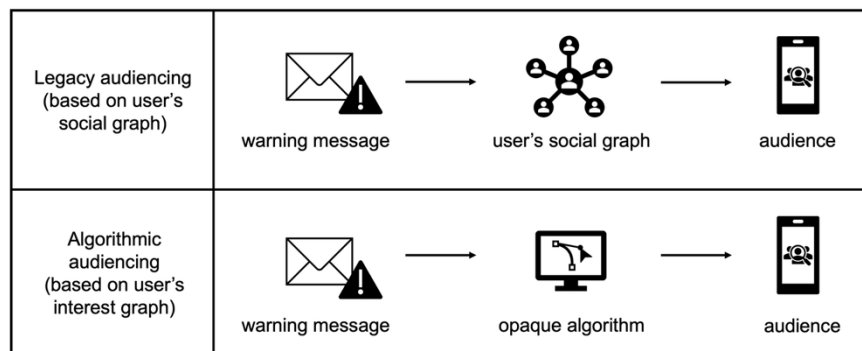 Legacy audiencing
(based on user's
social graph)
warning message
user's social graph
audience
Algorithmic
audiencing
(based on user's
interest graph)
warning message
opaque algorithm
audience